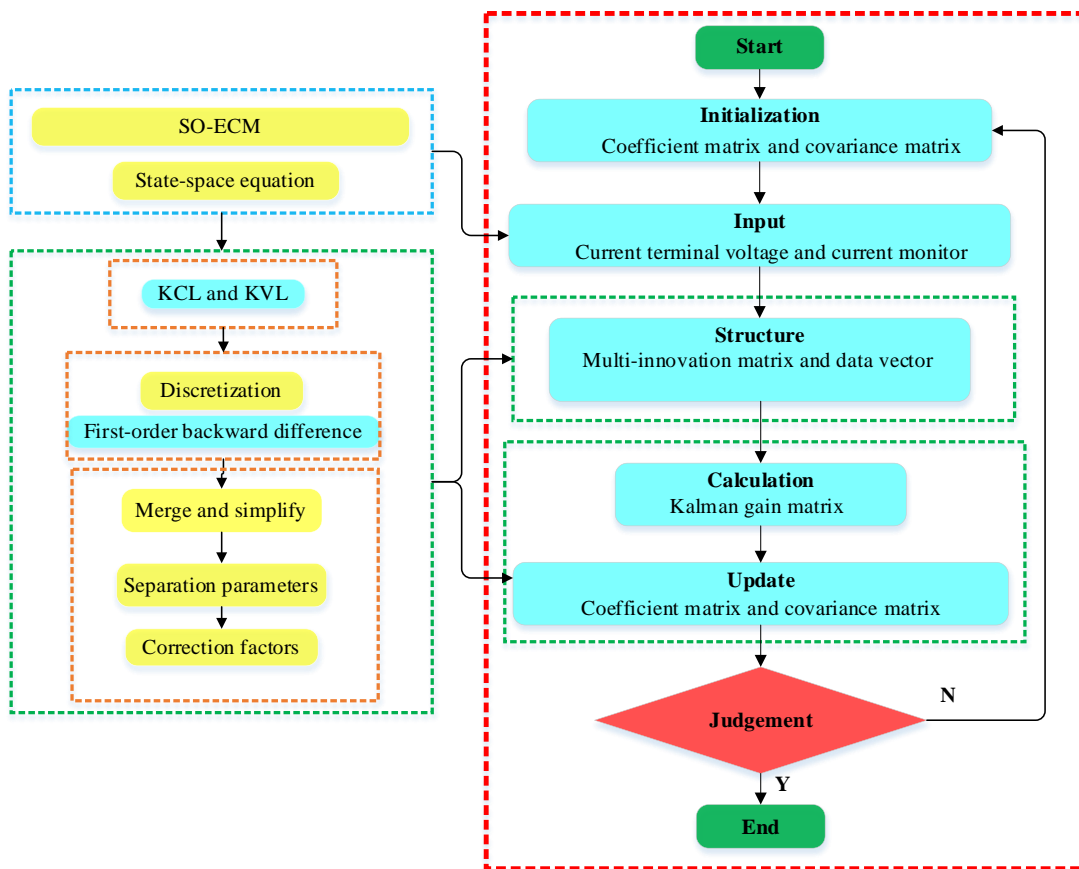 SO-ECM
State-space equation
KCL and KVL
Discretization
First-order backward difference
Merge and simplify
Separation parameters
Correction factors
Start
Initialization
Coefficient matrix and covariance matrix
Input
Current terminal voltage and current monitor
Structure
Multi-innovation matrix and data vector
Calculation
Kalman gain matrix
Update
Coefficient matrix and covariance matrix
Judgement
N
Y
End